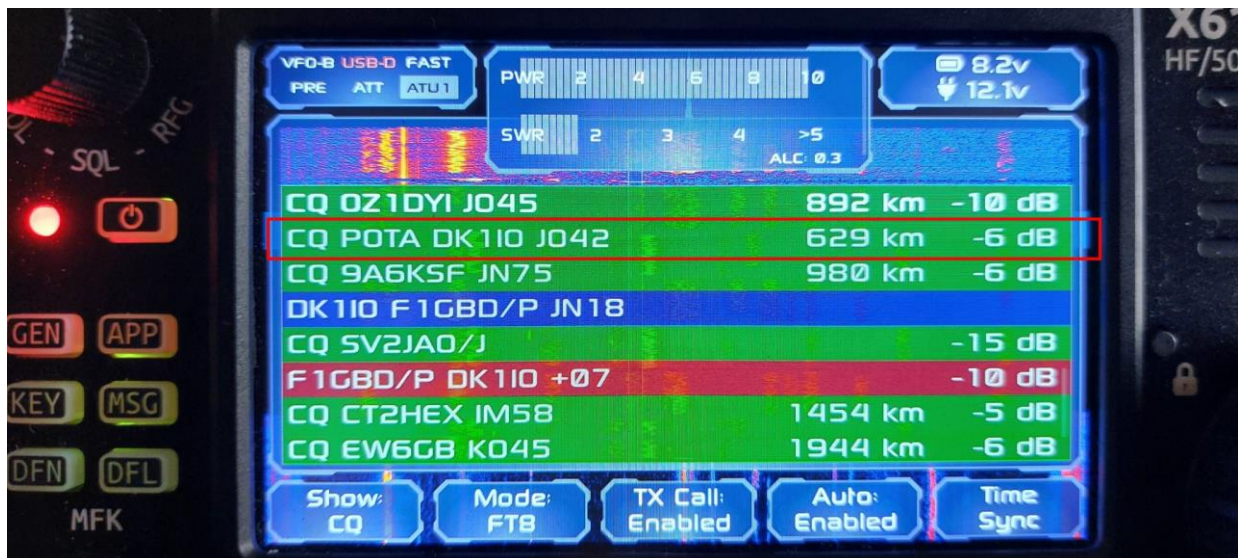 X6
HF/50
VFO-B USB-D FAST
PRE ATT ATU 1
PWR 2 4 6 8 10
SWR 2 3 4 >5
ALC: 0.3
8.2v
12.1v
RFG
SQL
CQ OZ1DYI JO45 892 km -10 dB
CQ POTA DK1IO JO42 629 km -6 dB
CQ 9A6KSF JN75 980 km -6 dB
DK1IO F1GBD/P JN18
CQ SV2JAO/J -15 dB
F1GBD/P DK1IO +07 -10 dB
CQ CT2HEX IM58 1454 km -5 dB
CQ EW6GB KO45 1944 km -6 dB
GEN APP
KEY MSG
DFN DFL
MFK
Show: CQ
Mode: FT8
TX Call: Enabled
Auto: Enabled
Time Sync